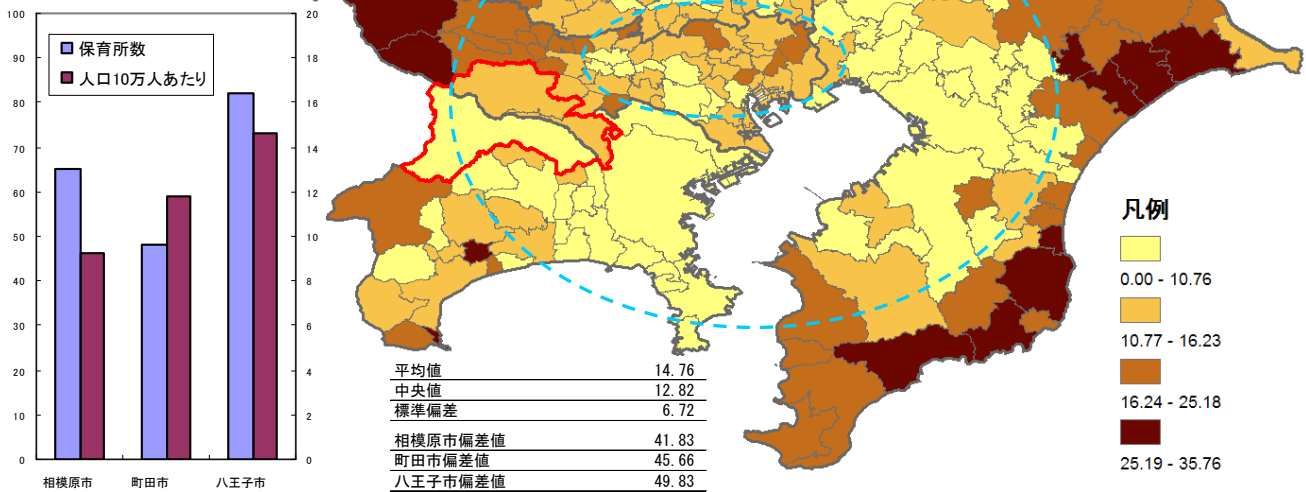 保育所数
人口10万人あたり
100
90
80
70
60
50
40
30
20
10
0
20
18
16
14
12
10
8
6
4
2
0
相模原市 町田市 八王子市
平均値 14.76
中央値 12.82
標準偏差 6.72
相模原市偏差値 41.83
町田市偏差値 45.66
八王子市偏差値 49.83
凡例
0.00 - 10.76
10.77 - 16.23
16.24 - 25.18
25.19 - 35.76